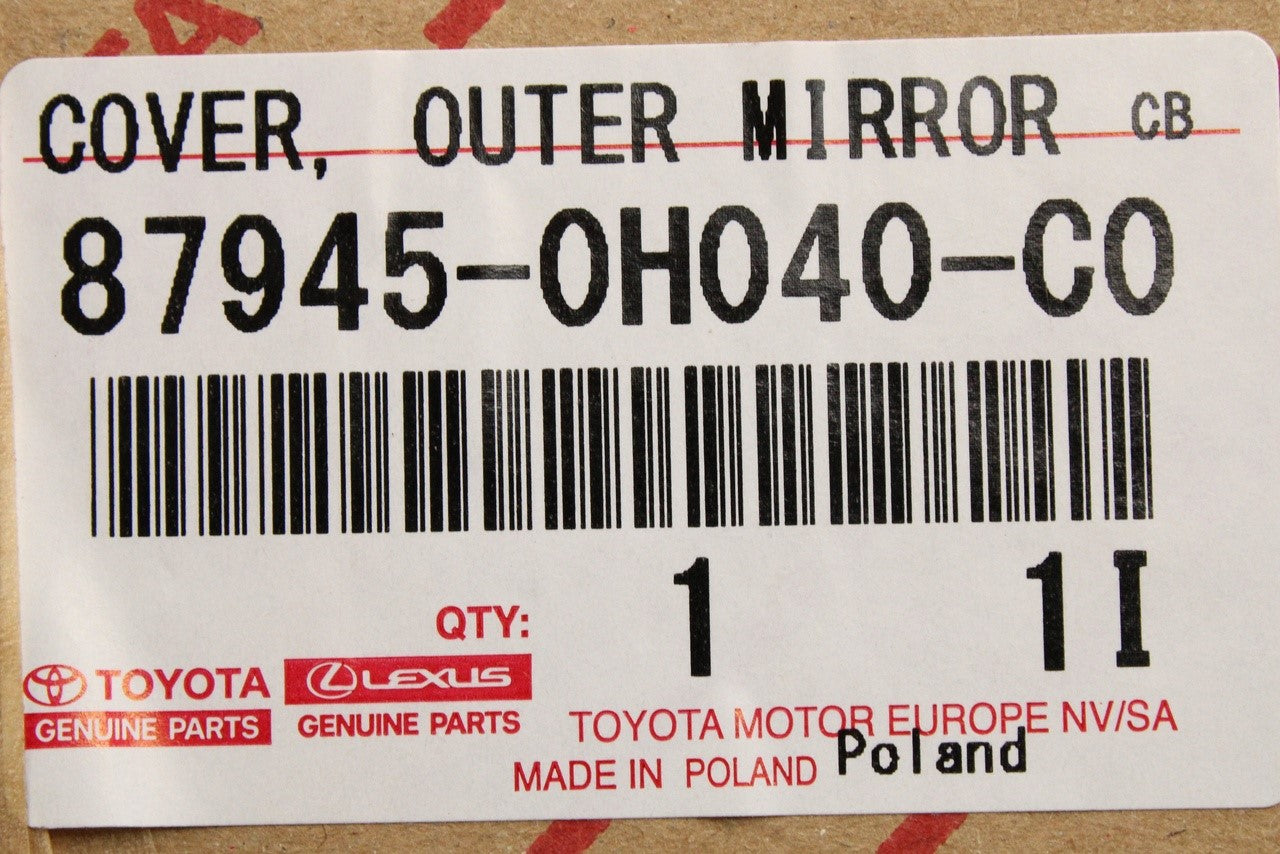 COVER, OUTER MIRROR CB
87945-0H040-C0
1 1I
QTY:
TOYOTA LEXUS
GENUINE PARTS GENUINE PARTS
TOYOTA MOTOR EUROPE NV/SA
MADE IN POLAND Poland